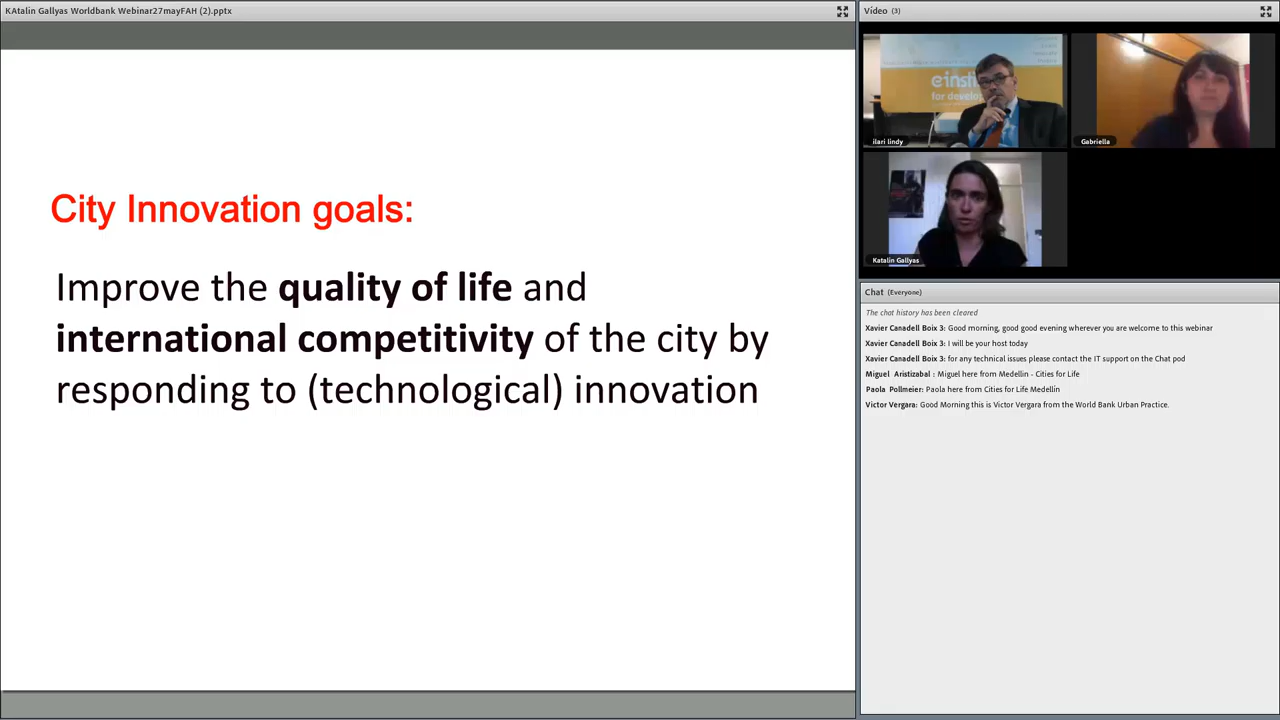 KAtalin Gallyas Worldbank Webinar27mayFAH (2).pptx
City Innovation goals:
Improve the quality of life and
international competitivity of the city by
responding to (technological) innovation
Vídeo (3)
e-insti
for develop
ilari lindy
Gabriella
Katalin Gallyas
Chat (Everyone)
The chat history has been cleared
Xavier Canadell Boix 3: Good morning, good good evening wherever you are welcome to this webinar
Xavier Canadell Boix 3: I will be your host today
Xavier Canadell Boix 3: for any technical issues please contact the IT support on the Chat pod
Miguel Aristizabal : Miguel here from Medellin - Cities for Life
Paola Pollmeier: Paola here from Cities for Life Medellín
Victor Vergara: Good Morning this is Victor Vergara from the World Bank Urban Practice.